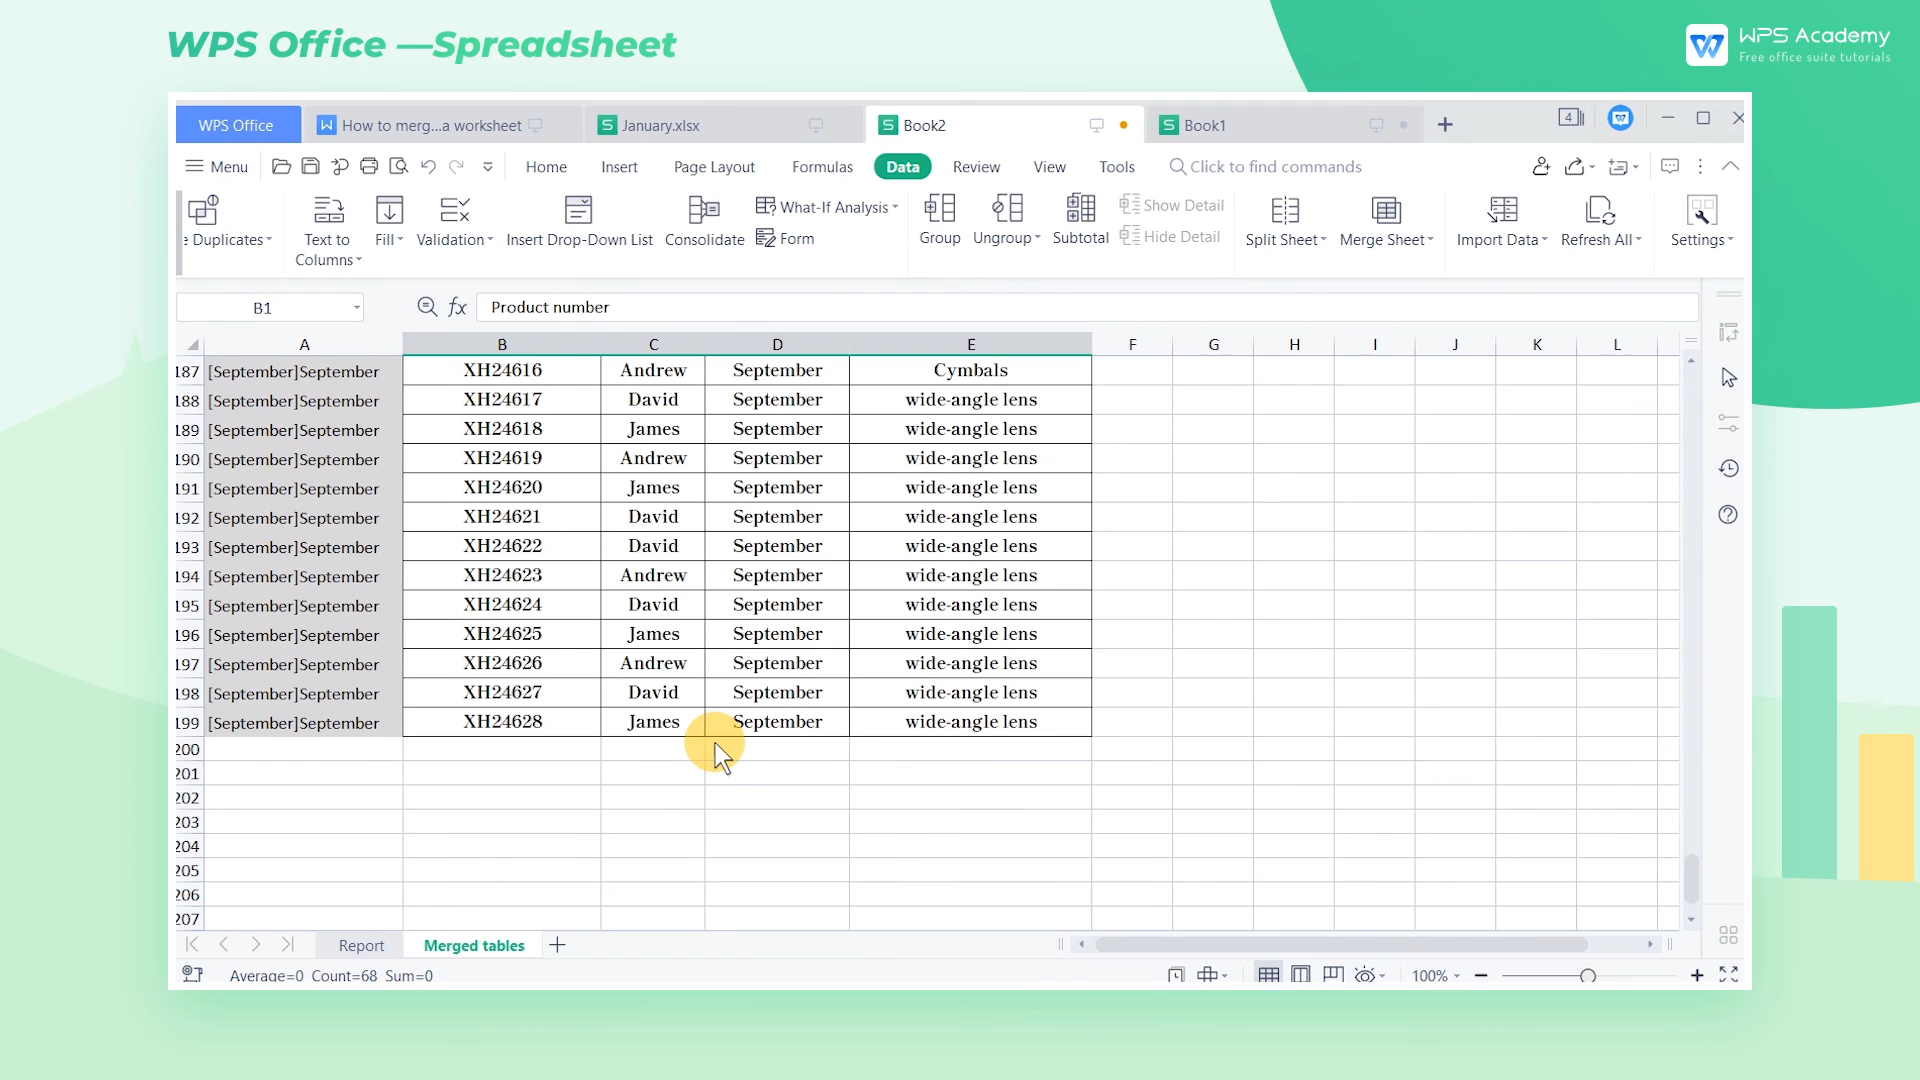 WPS Office —Spreadsheet
WPS Academy
Free office suite tutorials
WPS Office How to merg...a worksheet January.xlsx Book2 Book1 4
Menu Home Insert Page Layout Formulas Data Review View Tools Click to find commands
e Duplicates Text to Columns Fill Validation Insert Drop-Down List Consolidate What-If Analysis Form Group Ungroup Subtotal Show Detail Hide Detail Split Sheet Merge Sheet Import Data Refresh All Settings
B1 fx Product number
A B C D E F G H I J K L
187 [September]September XH24616 Andrew September Cymbals
188 [September]September XH24617 David September wide-angle lens
189 [September]September XH24618 James September wide-angle lens
190 [September]September XH24619 Andrew September wide-angle lens
191 [September]September XH24620 James September wide-angle lens
192 [September]September XH24621 David September wide-angle lens
193 [September]September XH24622 David September wide-angle lens
194 [September]September XH24623 Andrew September wide-angle lens
195 [September]September XH24624 David September wide-angle lens
196 [September]September XH24625 James September wide-angle lens
197 [September]September XH24626 Andrew September wide-angle lens
198 [September]September XH24627 David September wide-angle lens
199 [September]September XH24628 James September wide-angle lens
200
201
202
203
204
205
206
207
Report Merged tables
Average=0 Count=68 Sum=0 100%